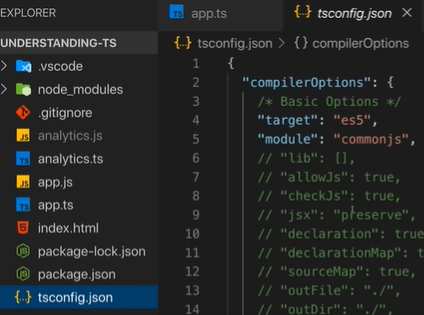 EXPLORER
UNDERSTANDING-TS
.vscode
node_modules
.gitignore
analytics.js
analytics.ts
app.js
app.ts
index.html
package-lock.json
package.json
tsconfig.json
TS app.ts
{..} tsconfig.json ×
{..} tsconfig.json > { } compilerOptions
1 {
2 "compilerOptions": {
3 /* Basic Options */
4 "target": "es5",
5 "module": "commonjs",
6 // "lib": [],
7 // "allowJs": true,
8 // "checkJs": true,
9 // "jsx": "preserve",
10 // "declaration": true
11 // "declarationMap": t
12 // "sourceMap": true,
13 // "outFile": "./",
14 // "outDir": "./",